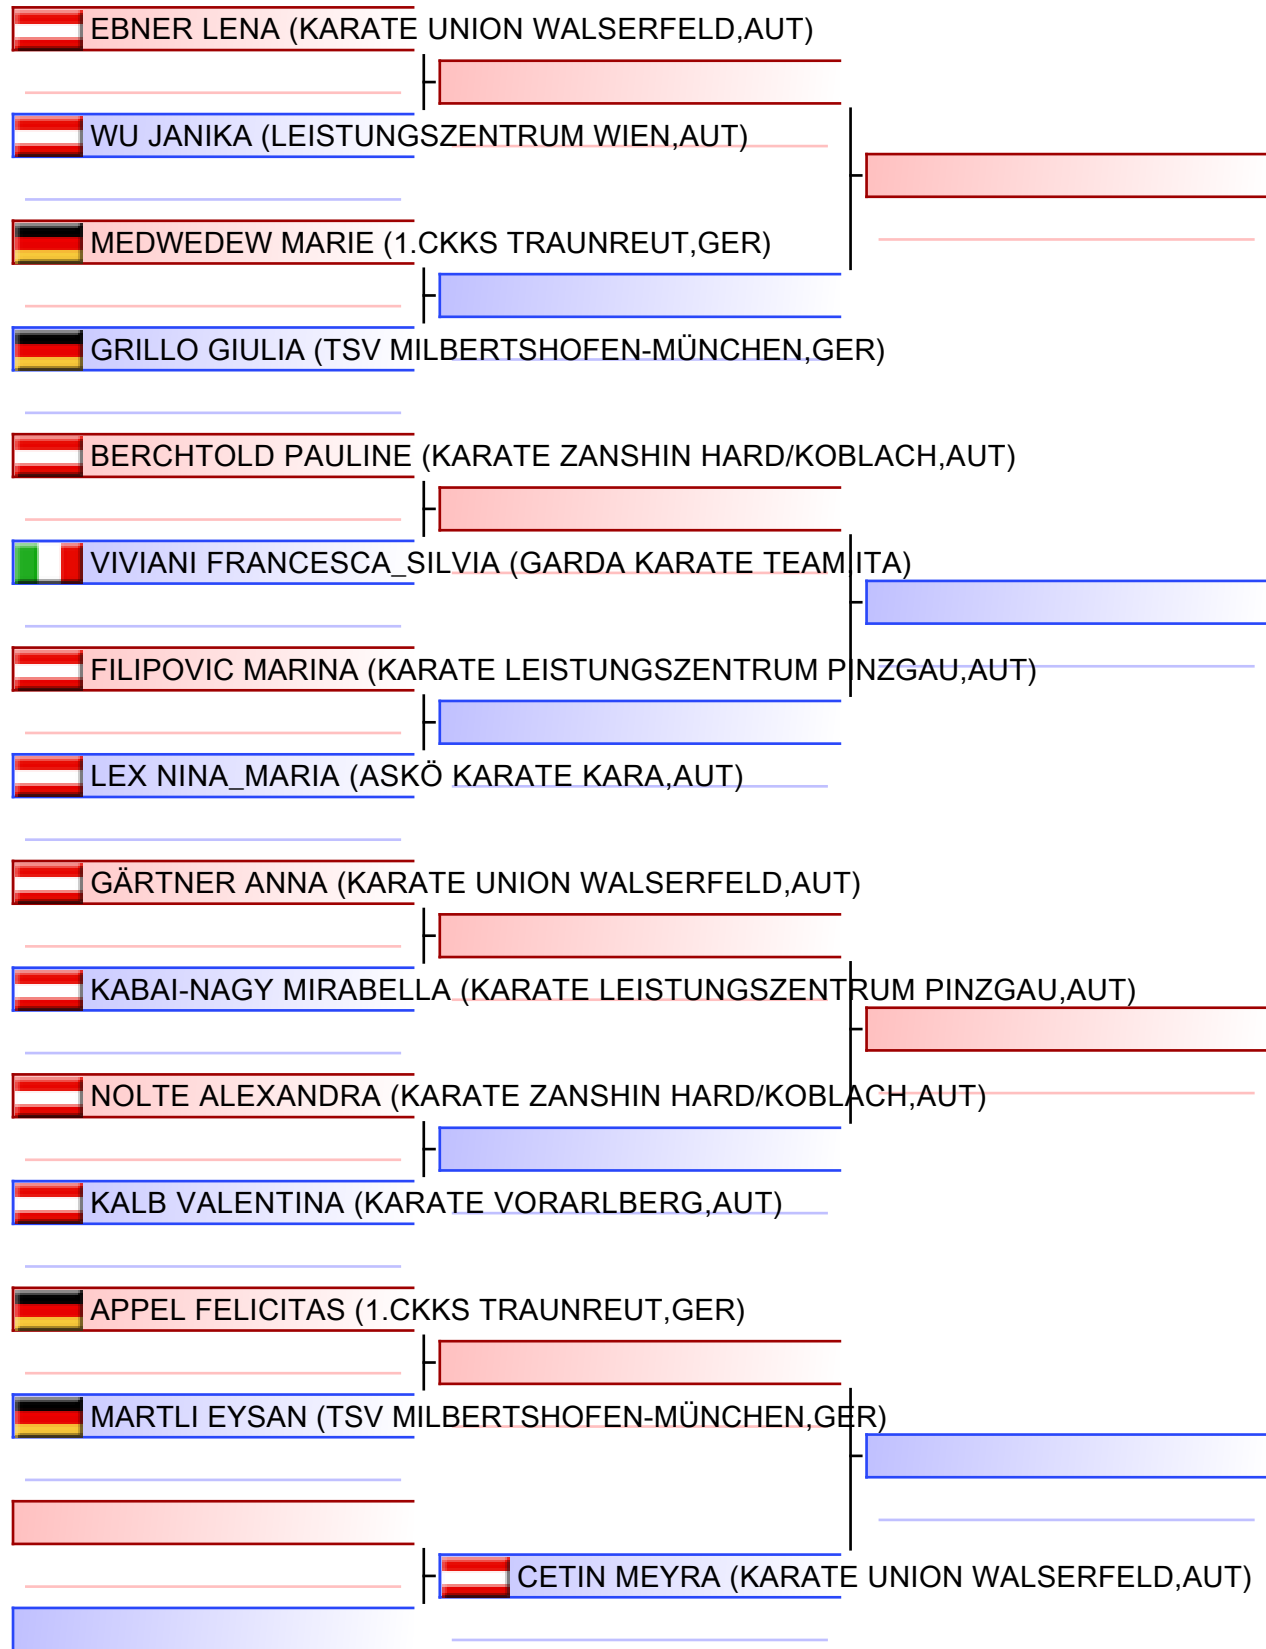 EBNER LENA (KARATE UNION WALSERFELD,AUT)
WU JANIKA (LEISTUNGSZENTRUM WIEN,AUT)
MEDWEDEW MARIE (1.CKKS TRAUNREUT,GER)
GRILLO GIULIA (TSV MILBERTSHOFEN-MÜNCHEN,GER)
BERCHTOLD PAULINE (KARATE ZANSHIN HARD/KOBLACH,AUT)
VIVIANI FRANCESCA_SILVIA (GARDA KARATE TEAM,ITA)
FILIPOVIC MARINA (KARATE LEISTUNGSZENTRUM PINZGAU,AUT)
LEX NINA_MARIA (ASKÖ KARATE KARA,AUT)
GÄRTNER ANNA (KARATE UNION WALSERFELD,AUT)
KABAI-NAGY MIRABELLA (KARATE LEISTUNGSZENTRUM PINZGAU,AUT)
NOLTE ALEXANDRA (KARATE ZANSHIN HARD/KOBLACH,AUT)
KALB VALENTINA (KARATE VORARLBERG,AUT)
APPEL FELICITAS (1.CKKS TRAUNREUT,GER)
MARTLI EYSAN (TSV MILBERTSHOFEN-MÜNCHEN,GER)
CETIN MEYRA (KARATE UNION WALSERFELD,AUT)